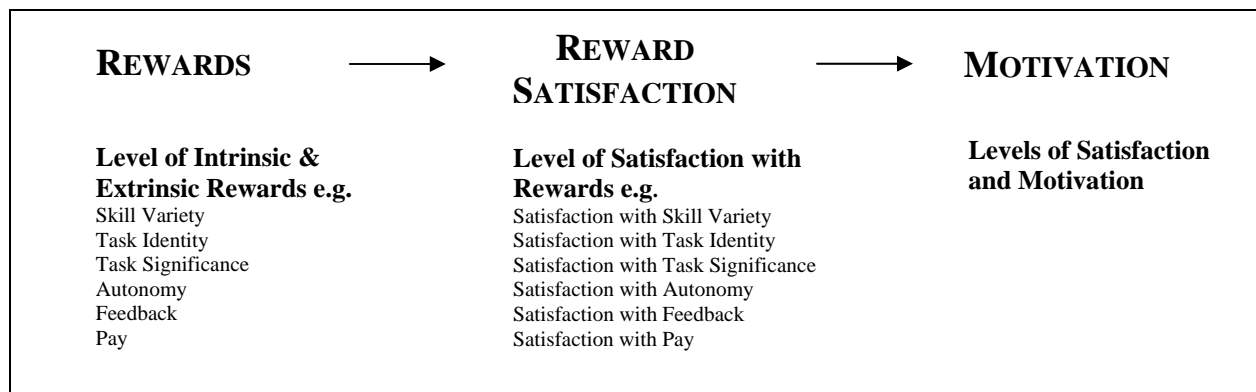 REWARDS
REWARD
SATISFACTION
MOTIVATION
Level of Intrinsic &
Extrinsic Rewards e.g.
Skill Variety
Task Identity
Task Significance
Autonomy
Feedback
Pay
Level of Satisfaction with
Rewards e.g.
Satisfaction with Skill Variety
Satisfaction with Task Identity
Satisfaction with Task Significance
Satisfaction with Autonomy
Satisfaction with Feedback
Satisfaction with Pay
Levels of Satisfaction
and Motivation